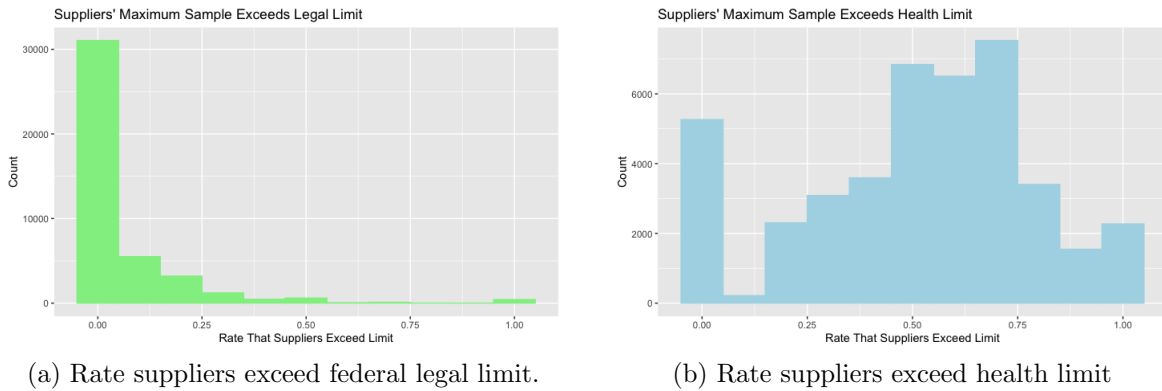 Suppliers' Maximum Sample Exceeds Legal Limit
30000
20000
10000
0
Count
0.00 0.25 0.50 0.75 1.00
Rate That Suppliers Exceed Limit
(a) Rate suppliers exceed federal legal limit.
Suppliers' Maximum Sample Exceeds Health Limit
6000
4000
2000
0
Count
0.00 0.25 0.50 0.75 1.00
Rate That Suppliers Exceed Limit
(b) Rate suppliers exceed health limit